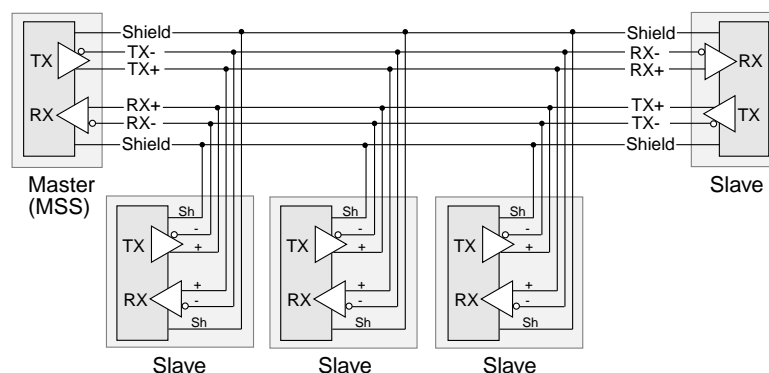 Shield Shield
TX TX- RX- RX
TX+ RX+
RX RX+ TX+ TX
RX- TX-
Shield Shield
Master
(MSS)
Slave
Sh Sh Sh
- - -
TX TX TX
+ + +
+ + +
RX RX RX
- - -
Sh Sh Sh
Slave Slave Slave